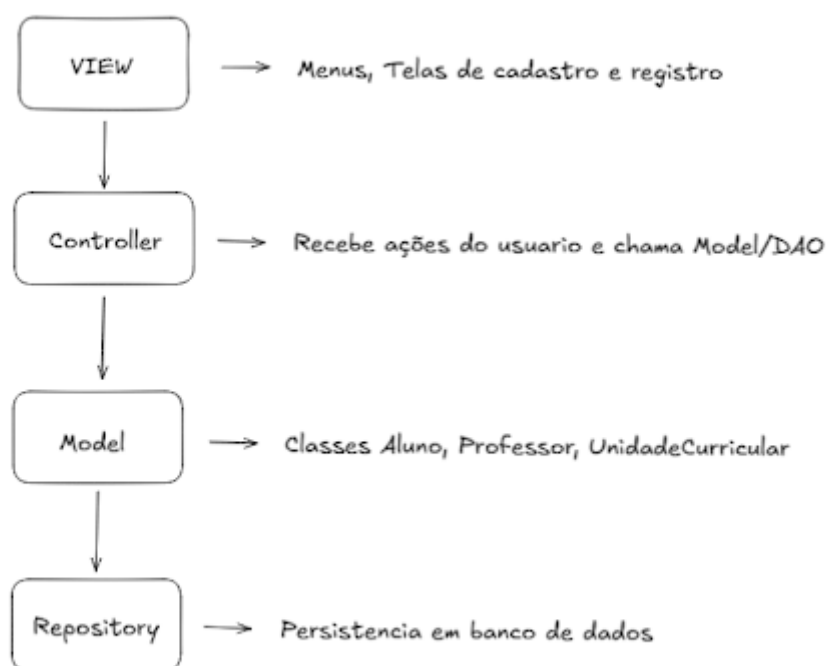 VIEW
Menus, Telas de cadastro e registro
Controller
Recebe ações do usuario e chama Model/DAO
Model
Classes Aluno, Professor, UnidadeCurricular
Repository
Persistencia em banco de dados